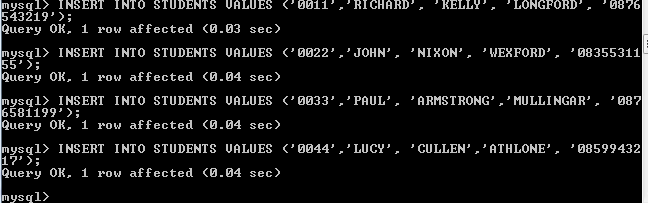 mysql> INSERT INTO STUDENTS VALUES ('0011','RICHARD', 'KELLY', 'LONGFORD', '0876
543219');
Query OK, 1 row affected (0.03 sec)
mysql> INSERT INTO STUDENTS VALUES ('0022','JOHN', 'NIXON', 'WEXFORD', '08355311
55');
Query OK, 1 row affected (0.04 sec)
mysql> INSERT INTO STUDENTS VALUES ('0033','PAUL', 'ARMSTRONG','MULLINGAR', '087
6581199');
Query OK, 1 row affected (0.04 sec)
mysql> INSERT INTO STUDENTS VALUES ('0044','LUCY', 'CULLEN','ATHLONE', '08599432
17');
Query OK, 1 row affected (0.04 sec)
mysql>